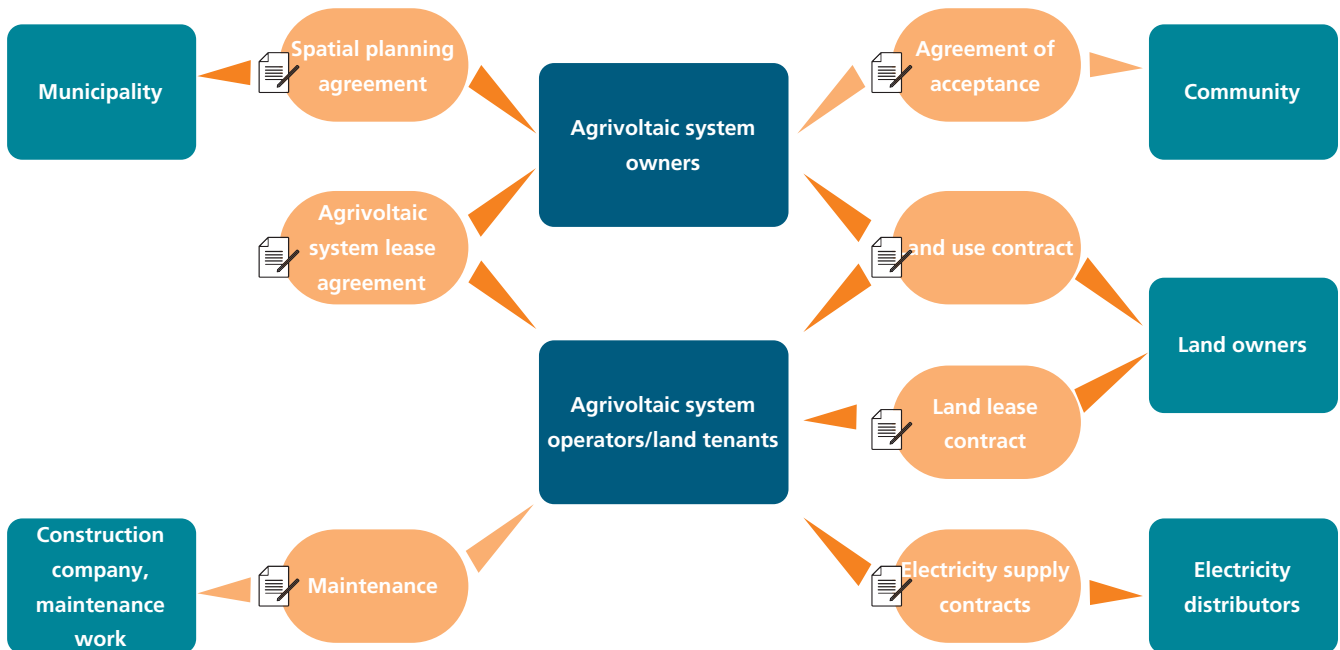 Municipality
Spatial planning
agreement
Agrivoltaic system
owners
Agreement of
acceptance
Community
Agrivoltaic
system lease
agreement
and use contract
Land owners
Agrivoltaic system
operators/land tenants
Land lease
contract
Construction
company,
maintenance
work
Maintenance
Electricity supply
contracts
Electricity
distributors